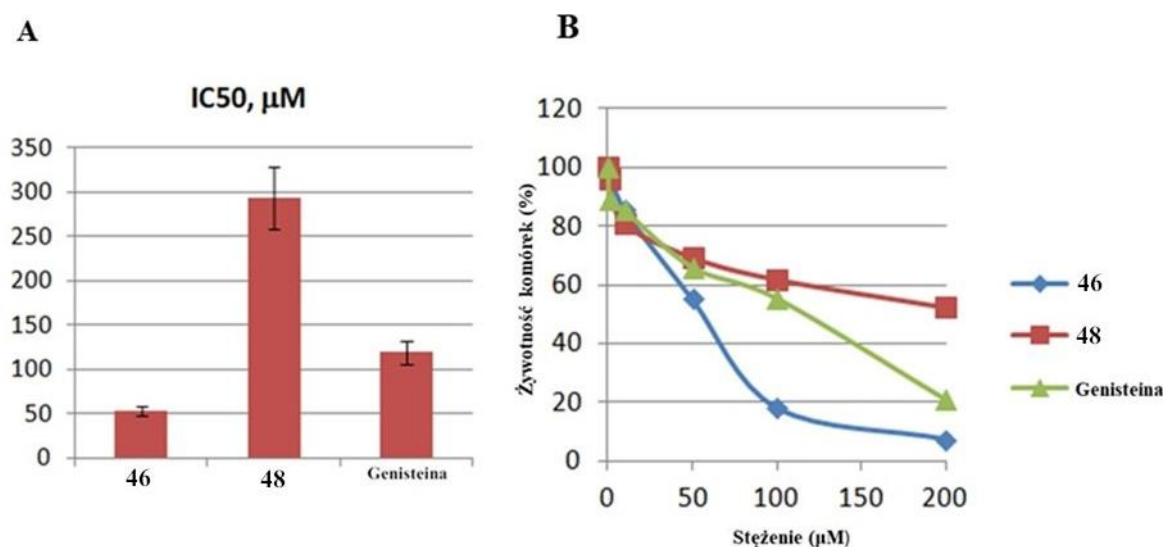 A
IC50, µM
350
300
250
200
150
100
50
0
46 48 Genisteina
B
Żywotność komórek (%)
120
100
80
60
40
20
0
0 50 100 150 200
Stężenie (µM)
46
48
Genisteina